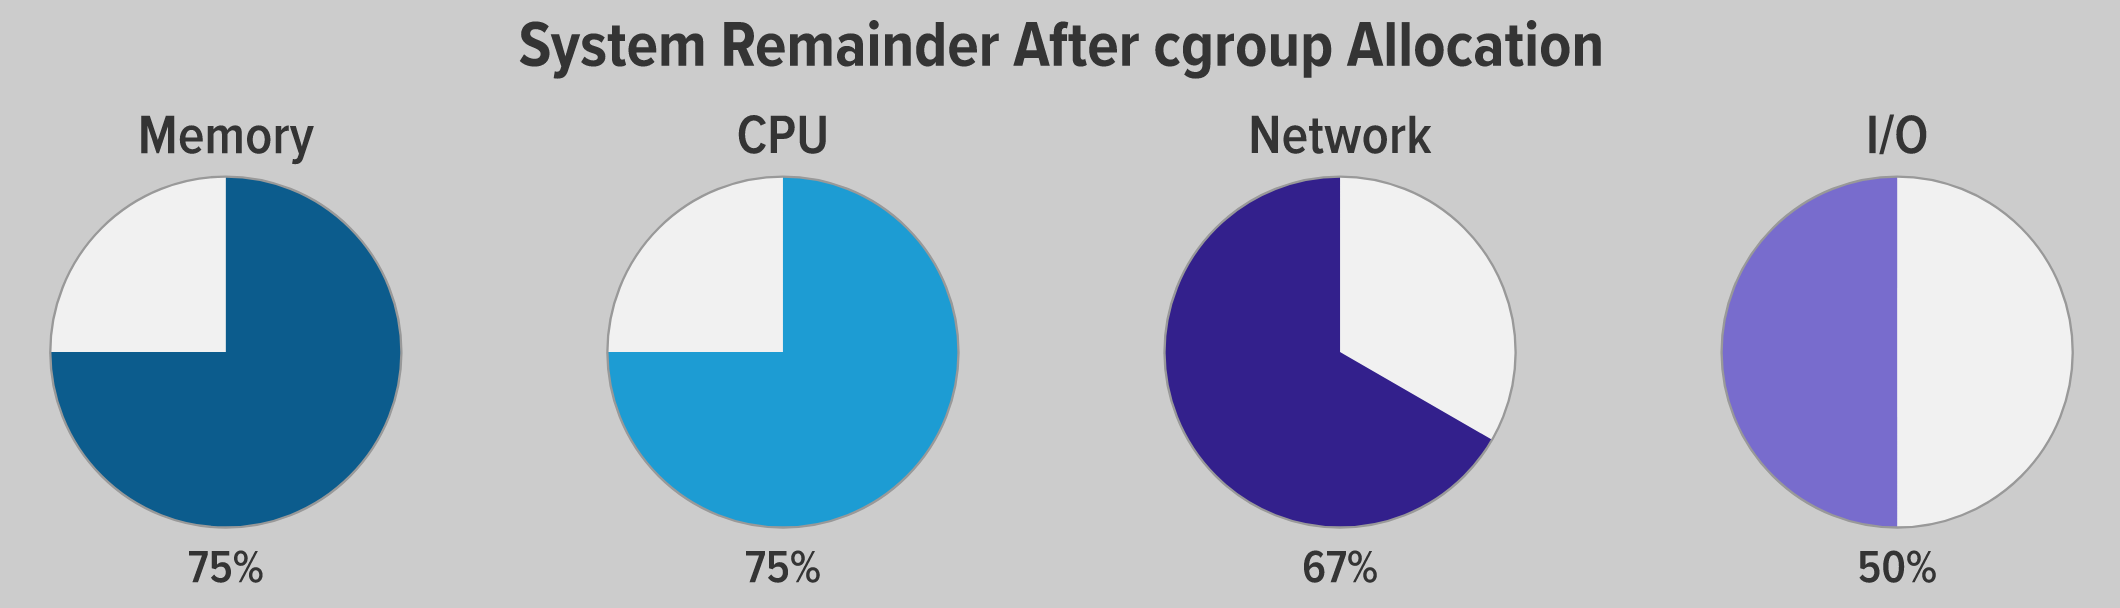 System Remainder After cgroup Allocation
Memory
CPU
Network
I/O
75%
75%
67%
50%